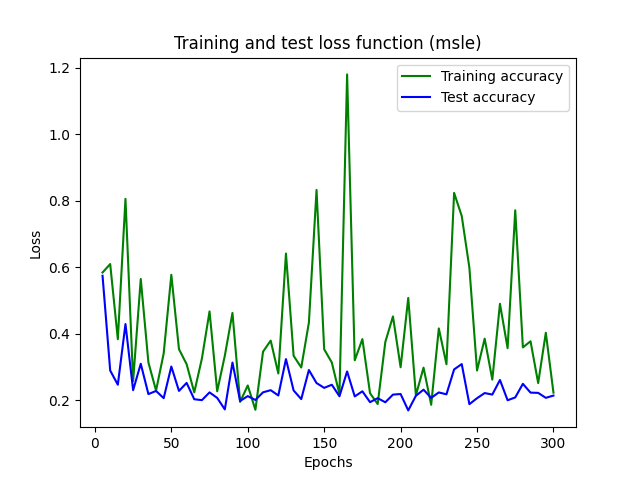 Training and test loss function (msle)
Training accuracy
Test accuracy
Loss
1.2
1.0
0.8
0.6
0.4
0.2
0 50 100 150 200 250 300
Epochs